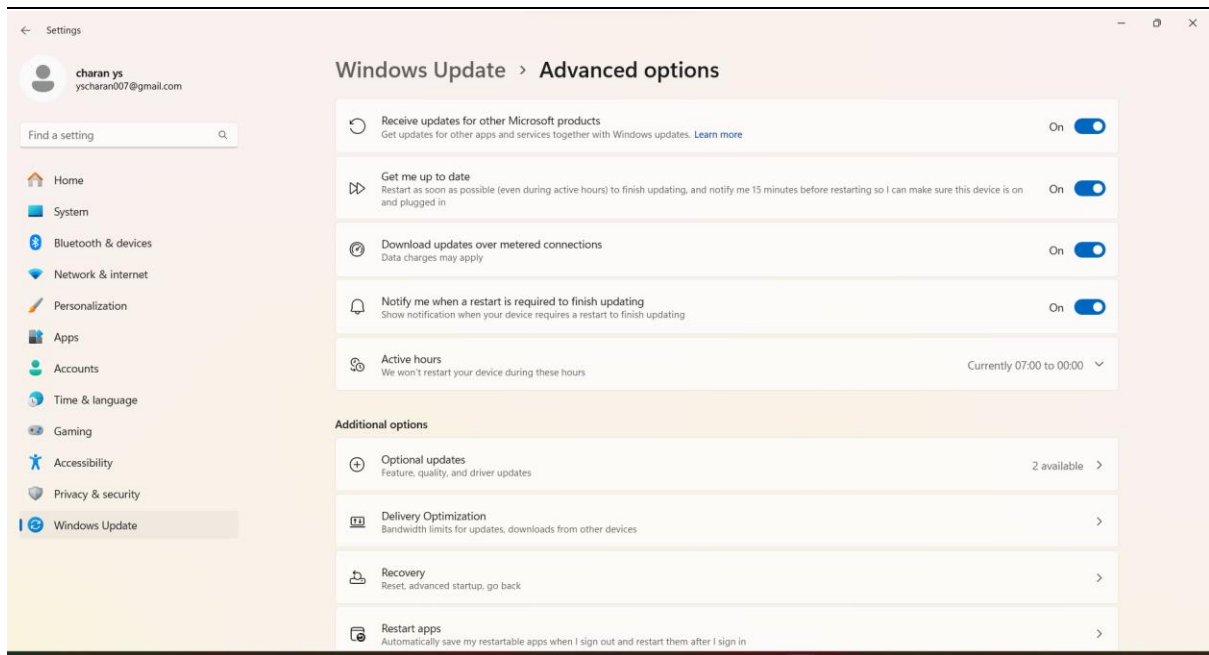 Settings
charan ys
yscharan007@gmail.com
Find a setting
Home
System
Bluetooth & devices
Network & internet
Personalization
Apps
Accounts
Time & language
Gaming
Accessibility
Privacy & security
Windows Update
Windows Update > Advanced options
Receive updates for other Microsoft products
Get updates for other apps and services together with Windows updates. Learn more
On
Get me up to date
Restart as soon as possible (even during active hours) to finish updating, and notify me 15 minutes before restarting so I can make sure this device is on
and plugged in
On
Download updates over metered connections
Data charges may apply
On
Notify me when a restart is required to finish updating
Show notification when your device requires a restart to finish updating
On
Active hours
We won't restart your device during these hours
Currently 07:00 to 00:00
Additional options
Optional updates
Feature, quality, and driver updates
2 available
Delivery Optimization
Bandwidth limits for updates, downloads from other devices
Recovery
Reset, advanced startup, go back
Restart apps
Automatically save my restartable apps when I sign out and restart them after I sign in